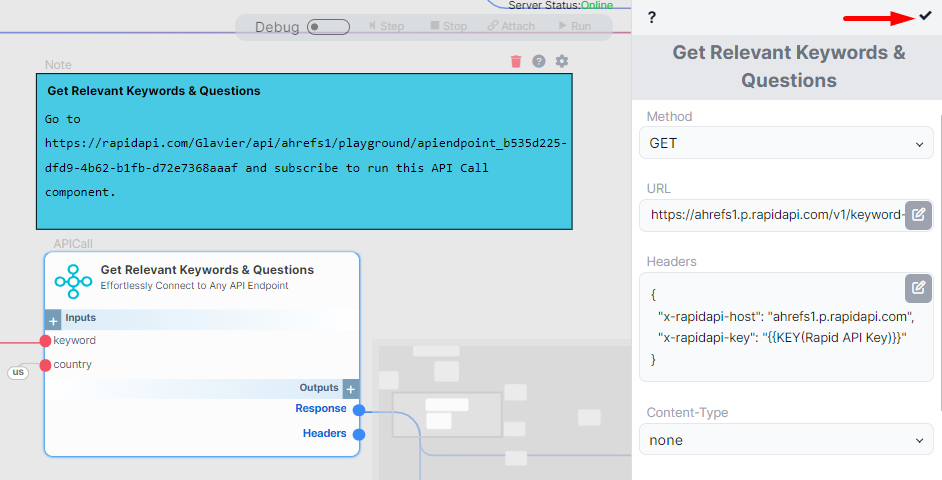 Server Status:Online
Debug
Step
Stop
Attach
Run
Note
Get Relevant Keywords & Questions
Go to
https://rapidapi.com/Glavier/api/ahrefs1/playground/apiendpoint_b535d225-
dfd9-4b62-b1fb-d72e7368aaaf and subscribe to run this API Call
component.
APICall
Get Relevant Keywords & Questions
Effortlessly Connect to Any API Endpoint
+ Inputs
keyword
us
country
Outputs +
Response
Headers
?
Get Relevant Keywords &
Questions
Method
GET
URL
https://ahrefs1.p.rapidapi.com/v1/keyword-
Headers
{
"x-rapidapi-host": "ahrefs1.p.rapidapi.com",
"x-rapidapi-key": "{{KEY(Rapid API Key)}}"
}
Content-Type
none